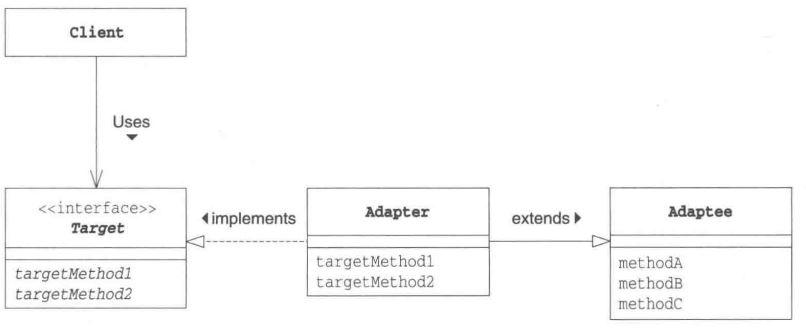 Client
Uses
<<interface>>
Target
targetMethod1
targetMethod2
implements
Adapter
targetMethod1
targetMethod2
extends
Adaptee
methodA
methodB
methodC